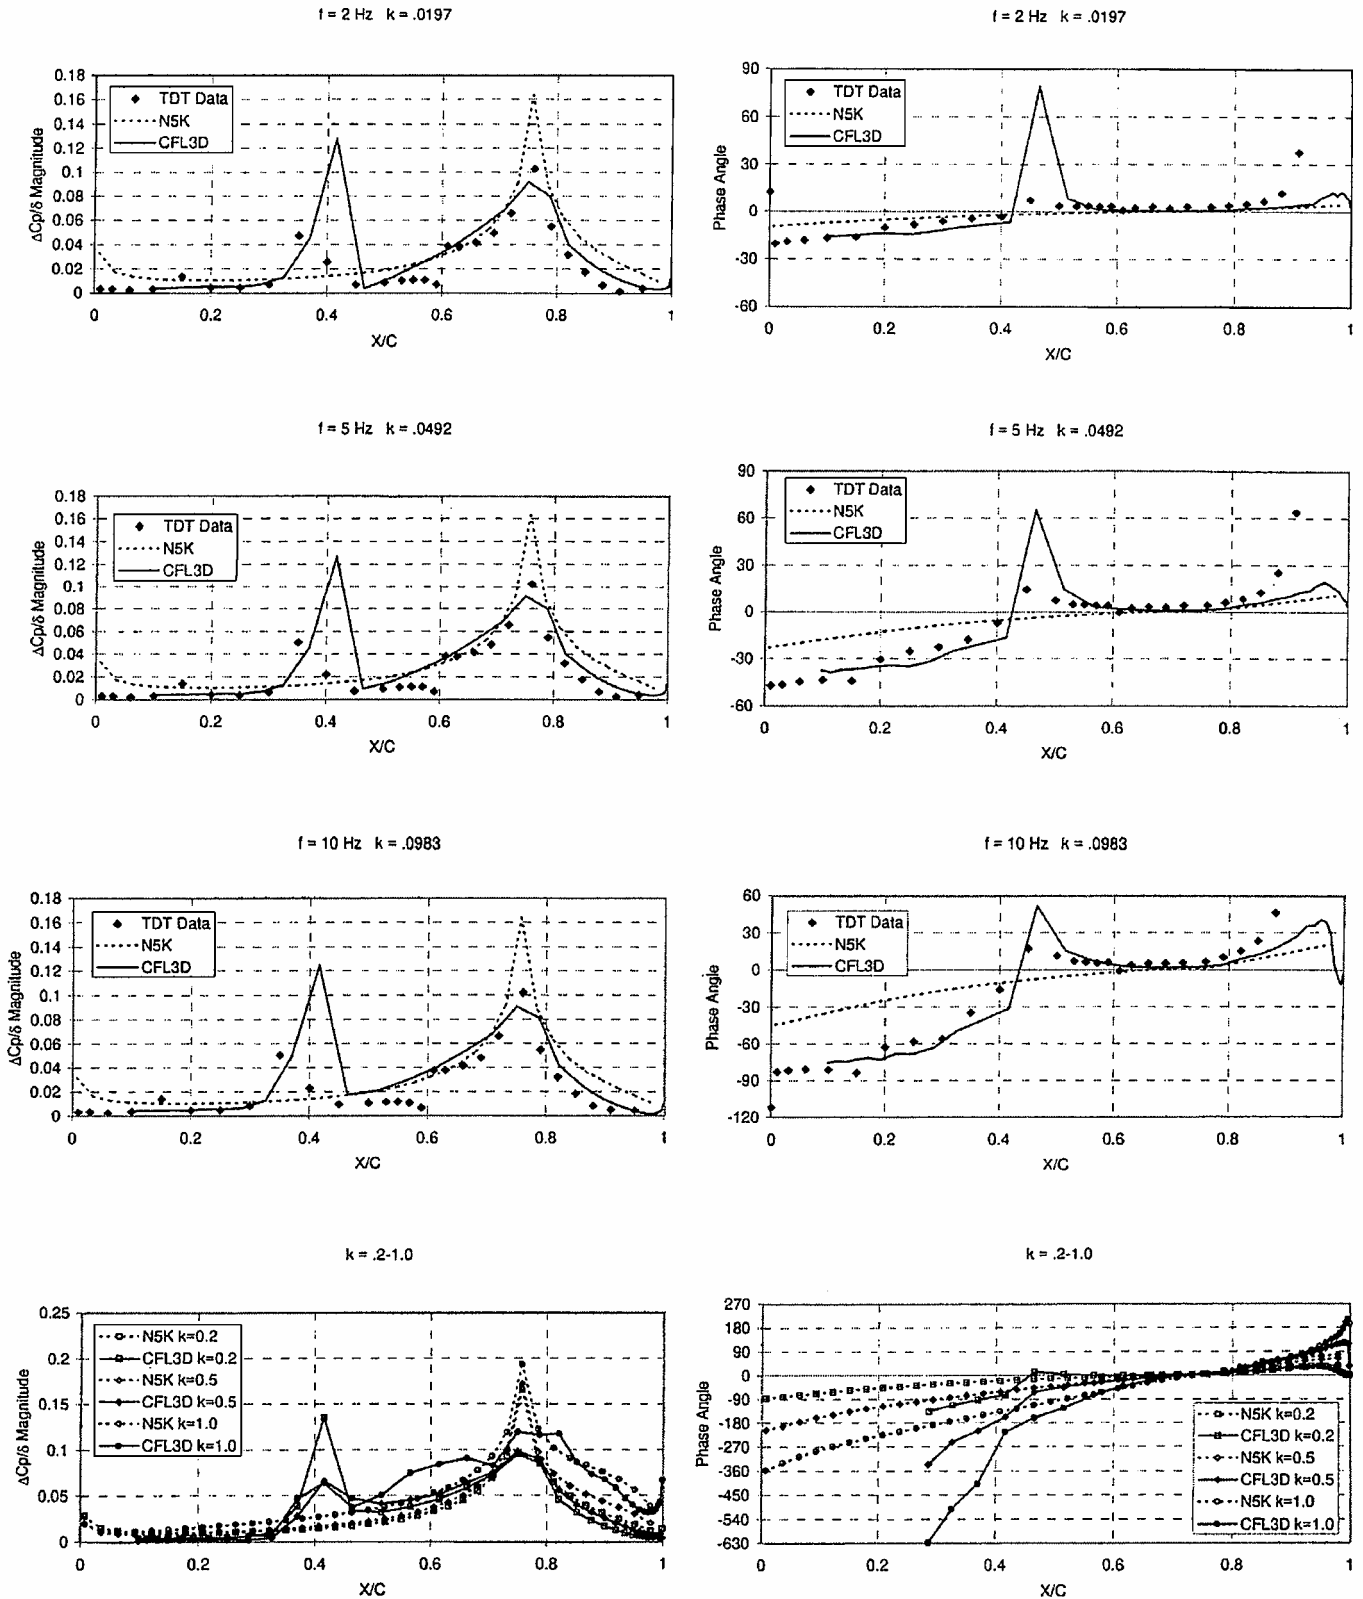 f = 2 Hz k = .0197
0.18
0.16
0.14
0.12
0.1
0.08
0.06
0.04
0.02
0
ΔCp/δ Magnitude
TDT Data
N5K
CFL3D
0 0.2 0.4 0.6 0.8 1
X/C
f = 2 Hz k = .0197
90
60
30
0
-30
-60
Phase Angle
TDT Data
N5K
CFL3D
0 0.2 0.4 0.6 0.8 1
X/C
f = 5 Hz k = .0492
0.18
0.16
0.14
0.12
0.1
0.08
0.06
0.04
0.02
0
ΔCp/δ Magnitude
TDT Data
N5K
CFL3D
0 0.2 0.4 0.6 0.8 1
X/C
f = 5 Hz k = .0492
90
60
30
0
-30
-60
Phase Angle
TDT Data
N5K
CFL3D
0 0.2 0.4 0.6 0.8 1
X/C
f = 10 Hz k = .0983
0.18
0.16
0.14
0.12
0.1
0.08
0.06
0.04
0.02
0
ΔCp/δ Magnitude
TDT Data
N5K
CFL3D
0 0.2 0.4 0.6 0.8 1
X/C
f = 10 Hz k = .0983
60
30
0
-30
-60
-90
-120
Phase Angle
TDT Data
N5K
CFL3D
0 0.2 0.4 0.6 0.8 1
X/C
k = .2-1.0
0.25
0.2
0.15
0.1
0.05
0
ΔCp/δ Magnitude
N5K k=0.2
CFL3D k=0.2
N5K k=0.5
CFL3D k=0.5
N5K k=1.0
CFL3D k=1.0
0 0.2 0.4 0.6 0.8 1
X/C
k = .2-1.0
270
180
90
0
-90
-180
-270
-360
-450
-540
-630
Phase Angle
N5K k=0.2
CFL3D k=0.2
N5K k=0.5
CFL3D k=0.5
N5K k=1.0
CFL3D k=1.0
0 0.2 0.4 0.6 0.8 1
X/C